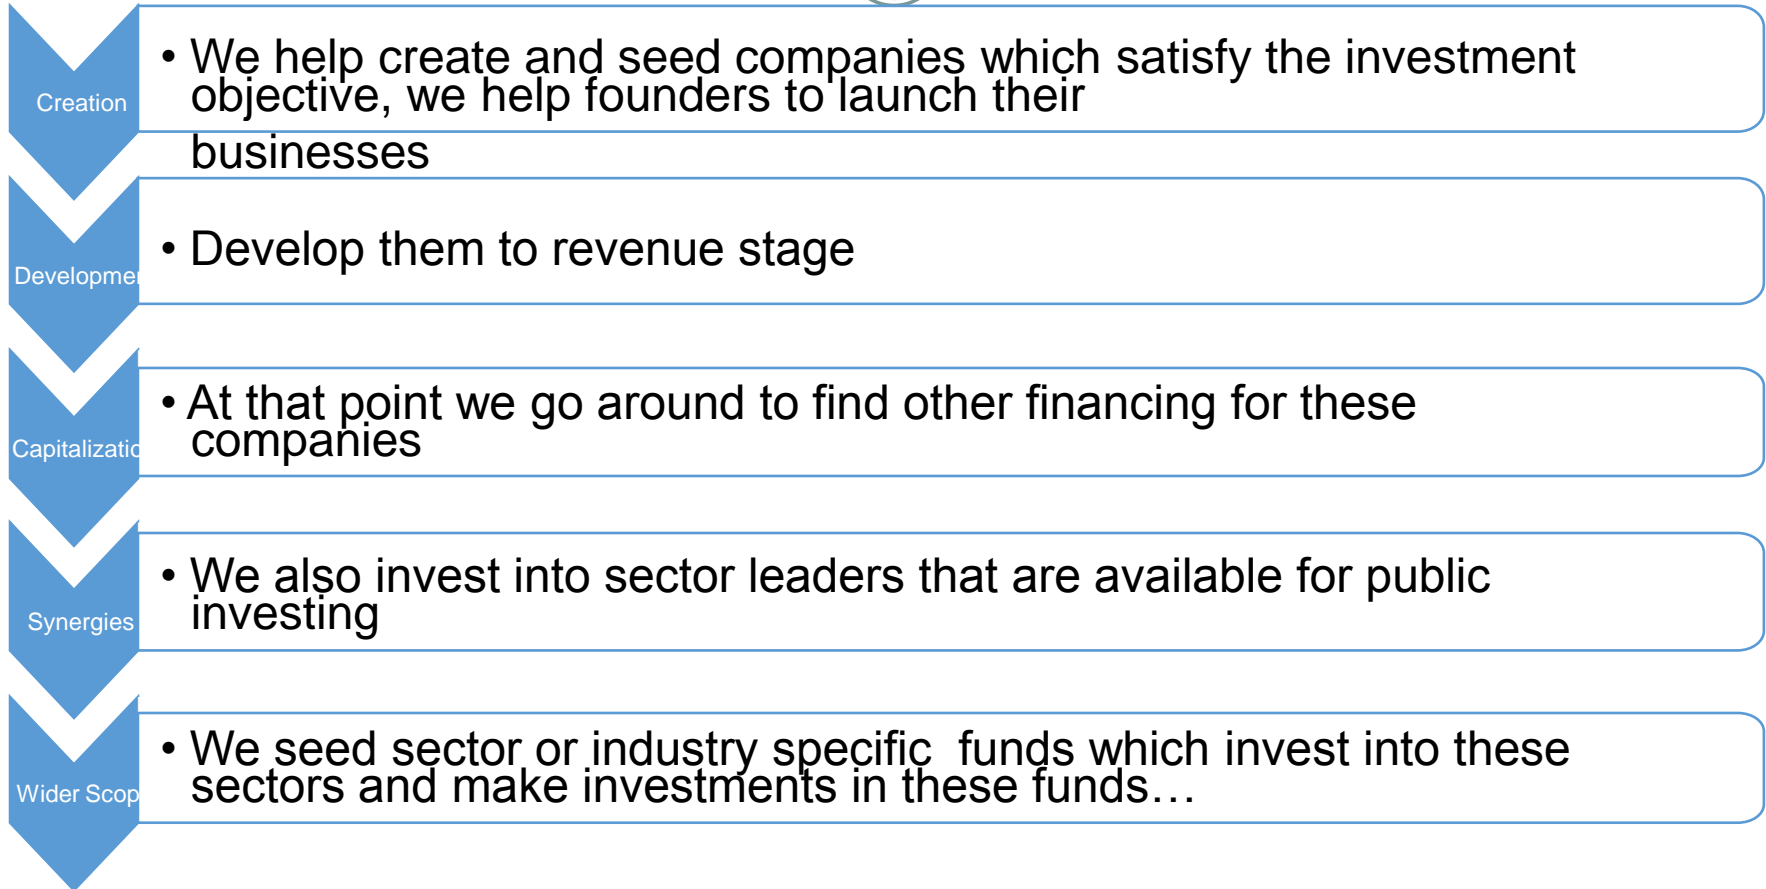 Creation
• We help create and seed companies which satisfy the investment
objective, we help founders to launch their
businesses
Developmen
• Develop them to revenue stage
Capitalizatio
• At that point we go around to find other financing for these
companies
Synergies
• We also invest into sector leaders that are available for public
investing
Wider Scop
• We seed sector or industry specific  funds which invest into these
sectors and make investments in these funds…